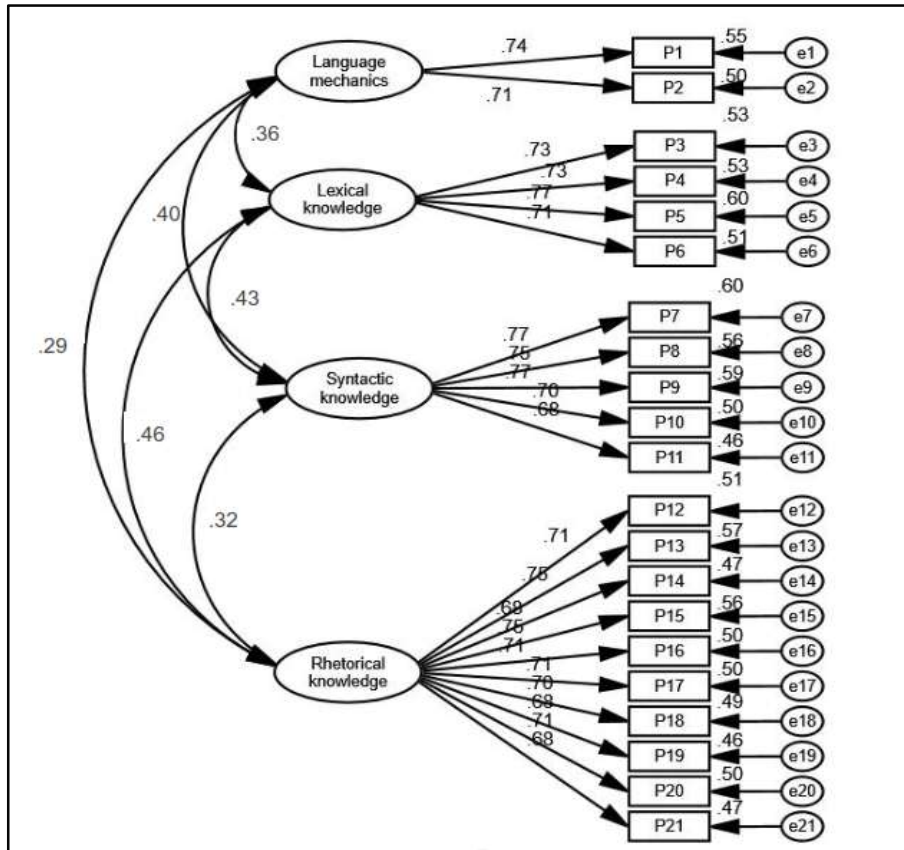 Language
mechanics
.74
.71
P1
.55
e1
P2
.50
e2
.36
.53
Lexical
knowledge
.73
.73
.77
.71
P3
e3
P4
.53
e4
P5
.60
e5
P6
.51
e6
.40
.43
.60
.29
Syntactic
knowledge
.77
.75
.77
.70
.68
P7
e7
P8
.56
e8
P9
.59
e9
P10
.50
e10
P11
.46
e11
.46
.32
.51
Rhetorical
knowledge
.71
.75
.68
.75
.71
.71
.70
.68
.71
.68
P12
e12
P13
.57
e13
P14
.47
e14
P15
.56
e15
P16
.50
e16
P17
.50
e17
P18
.49
e18
P19
.46
e19
P20
.50
e20
P21
.47
e21